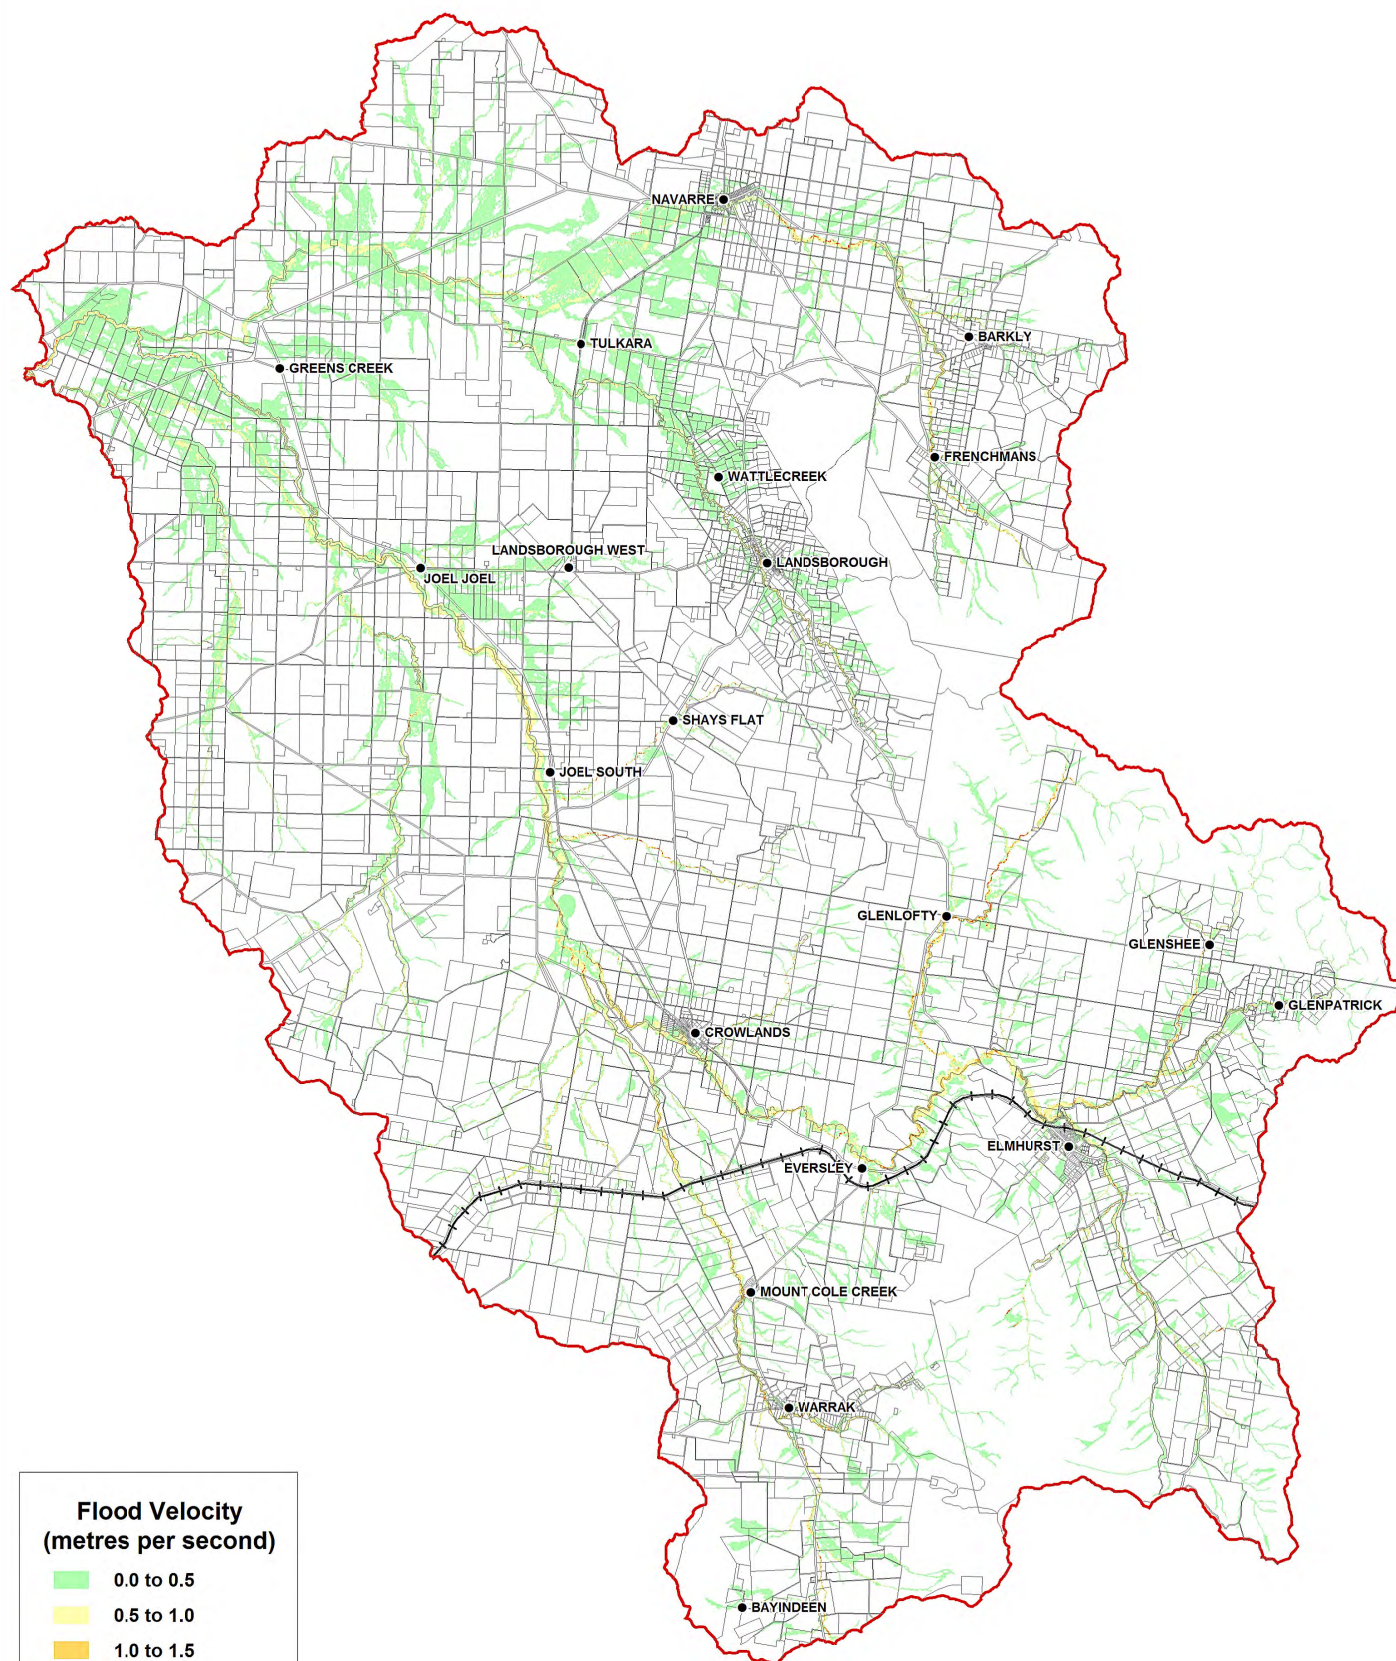 NAVARRE
BARKLY
TULKARA
GREENS CREEK
FRENCHMANS
WATTLECREEK
LANDSBOROUGH WEST
LANDSBOROUGH
JOEL JOEL
SHAYS FLAT
JOEL SOUTH
GLENLOFTY
GLENSHEE
GLENPATRICK
CROWLANDS
ELMHURST
EVERSLEY
MOUNT COLE CREEK
WARRAK
BAYINDEEN
Flood Velocity
(metres per second)
0.0 to 0.5
0.5 to 1.0
1.0 to 1.5